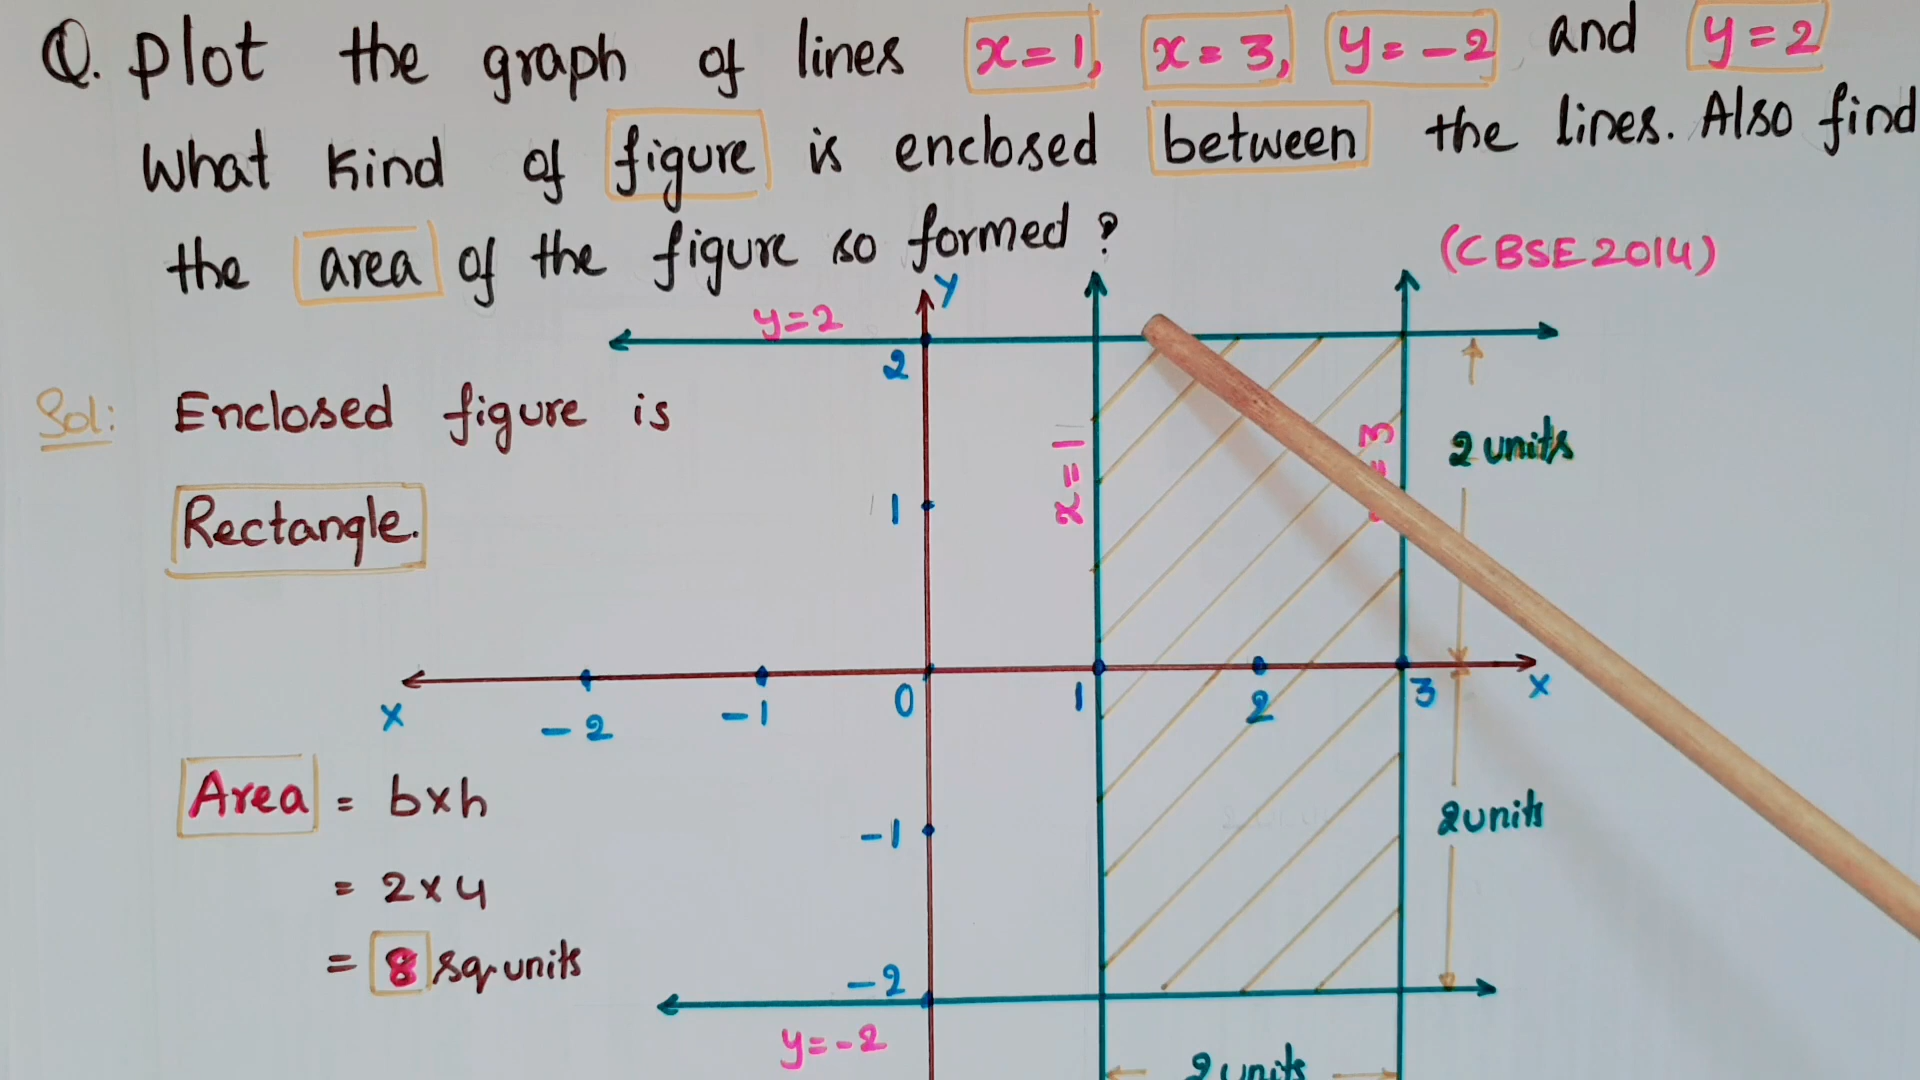 Q. Plot the graph of lines x=1, x=3, y=-2 and y=2
What kind of figure is enclosed between the lines. Also find
the area of the figure so formed?
(CBSE 2014)
y
y=2
2
Sol: Enclosed figure is
Rectangle.
x=1
2 units
1
x
-2
-1
0
1
2
3
x
Area = b×h
= 2×4
= 8 sq. units
-1
2 units
-2
y=-2
2 units